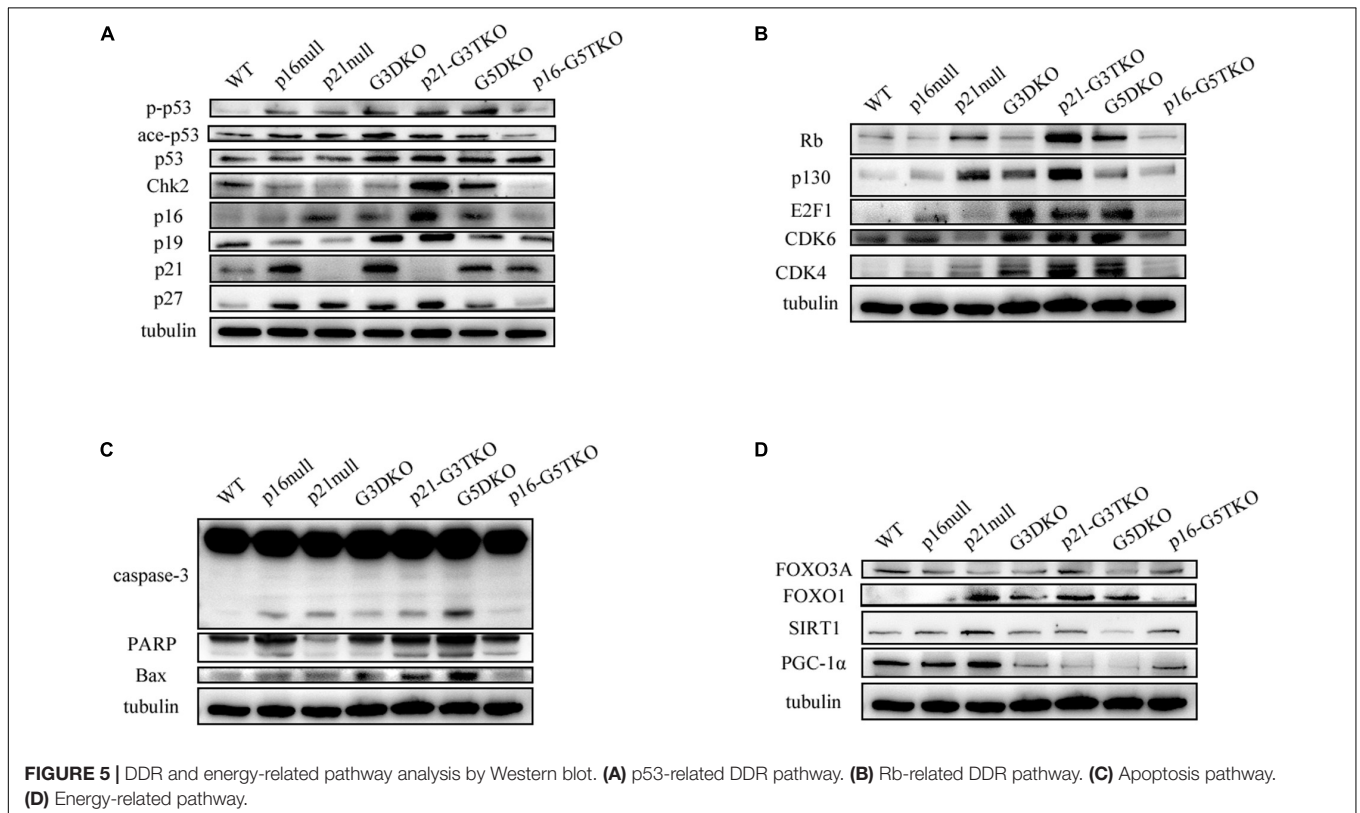 A
WT p16null p21null G3DKO p21-G3TKO G5DKO p16-G5TKO
p-p53
ace-p53
p53
Chk2
p16
p19
p21
p27
tubulin
B
WT p16null p21null G3DKO p21-G3TKO G5DKO p16-G5TKO
Rb
p130
E2F1
CDK6
CDK4
tubulin
C
WT p16null p21null G3DKO p21-G3TKO G5DKO p16-G5TKO
caspase-3
PARP
Bax
tubulin
D
WT p16null p21null G3DKO p21-G3TKO G5DKO p16-G5TKO
FOXO3A
FOXO1
SIRT1
PGC-1α
tubulin
FIGURE 5 | DDR and energy-related pathway analysis by Western blot. (A) p53-related DDR pathway. (B) Rb-related DDR pathway. (C) Apoptosis pathway.
(D) Energy-related pathway.